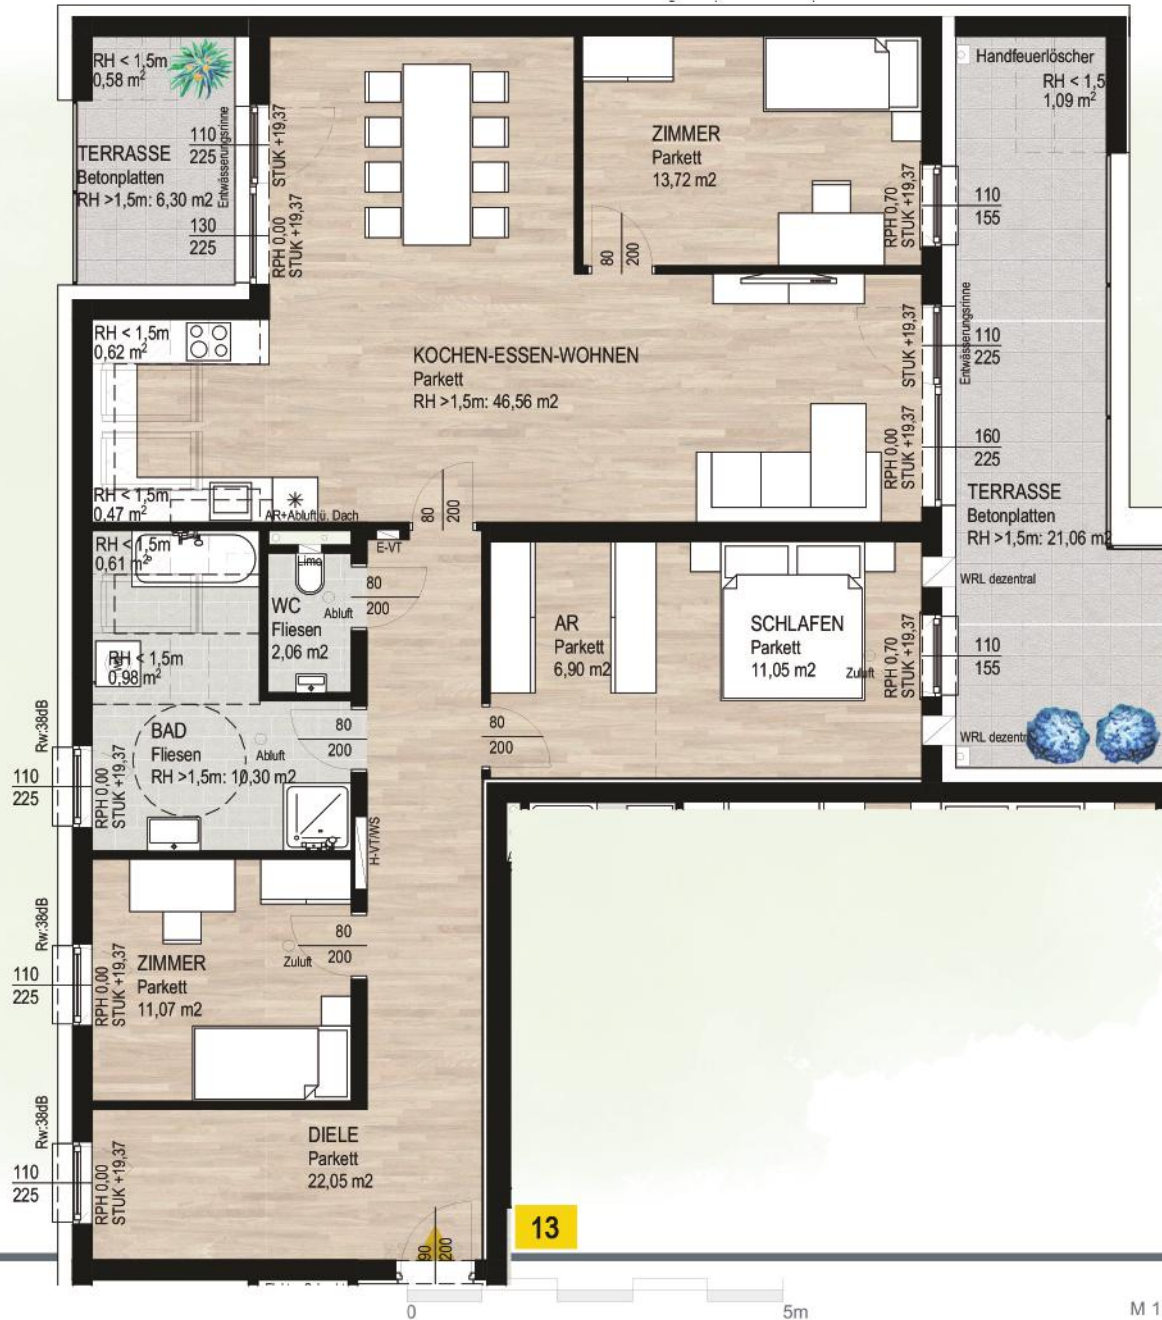 RH < 1,5m
0,58 m²
TERRASSE
Betonplatten
RH >1,5m: 6,30 m2
110
225
130
225
Entwässerungsrinne
STUK +19,37
RPH 0,00
STUK +19,37
ZIMMER
Parkett
13,72 m2
80
200
RPH 0,70
STUK +19,37
110
155
Handfeuerlöscher
RH < 1,5
1,09 m²
RH < 1,5m
0,62 m²
KOCHEN-ESSEN-WOHNEN
Parkett
RH >1,5m: 46,56 m2
STUK +19,37
Entwässerungsrinne
110
225
RPH 0,00
STUK +19,37
160
225
TERRASSE
Betonplatten
RH >1,5m: 21,06 m2
RH < 1,5m
0,47 m²
AR+Abluft ü. Dach
80
200
E-VT
RH < 1,5m
0,61 m²
WC
Fliesen
2,06 m2
Abluft
80
200
AR
Parkett
6,90 m2
SCHLAFEN
Parkett
11,05 m2
Zuluft
RPH 0,70
STUK +19,37
WRL dezentral
110
155
WRL dezentr
RH < 1,5m
0,98 m²
BAD
Fliesen
RH >1,5m: 10,30 m2
Abluft
80
200
80
200
Rw:38dB
110
225
RPH 0,00
STUK +19,37
H-VT/WS
Rw:38dB
110
225
RPH 0,00
STUK +19,37
ZIMMER
Parkett
11,07 m2
Zuluft
80
200
Rw:38dB
110
225
RPH 0,00
STUK +19,37
DIELE
Parkett
22,05 m2
90
200
13
0
5m
M 1